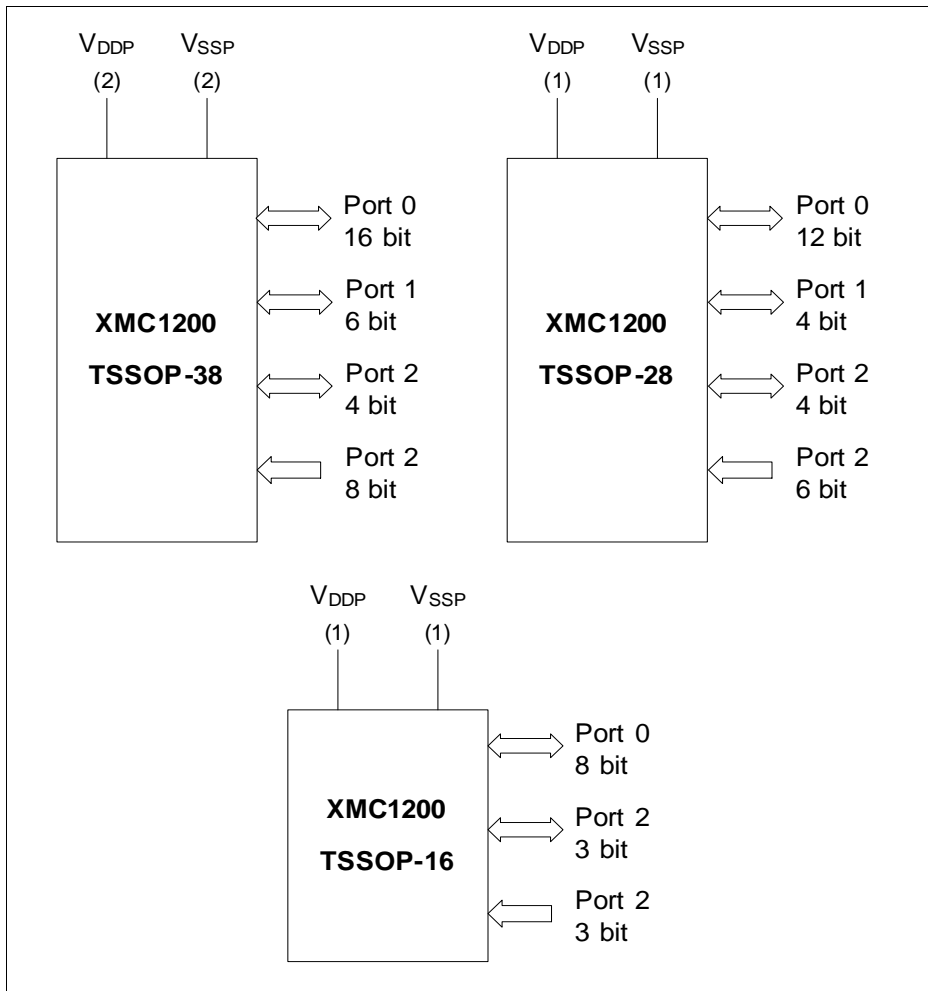 VDDP VSSP
(2) (2)
XMC1200
TSSOP-38
Port 0
16 bit
Port 1
6 bit
Port 2
4 bit
Port 2
8 bit
VDDP VSSP
(1) (1)
XMC1200
TSSOP-28
Port 0
12 bit
Port 1
4 bit
Port 2
4 bit
Port 2
6 bit
VDDP VSSP
(1) (1)
XMC1200
TSSOP-16
Port 0
8 bit
Port 2
3 bit
Port 2
3 bit